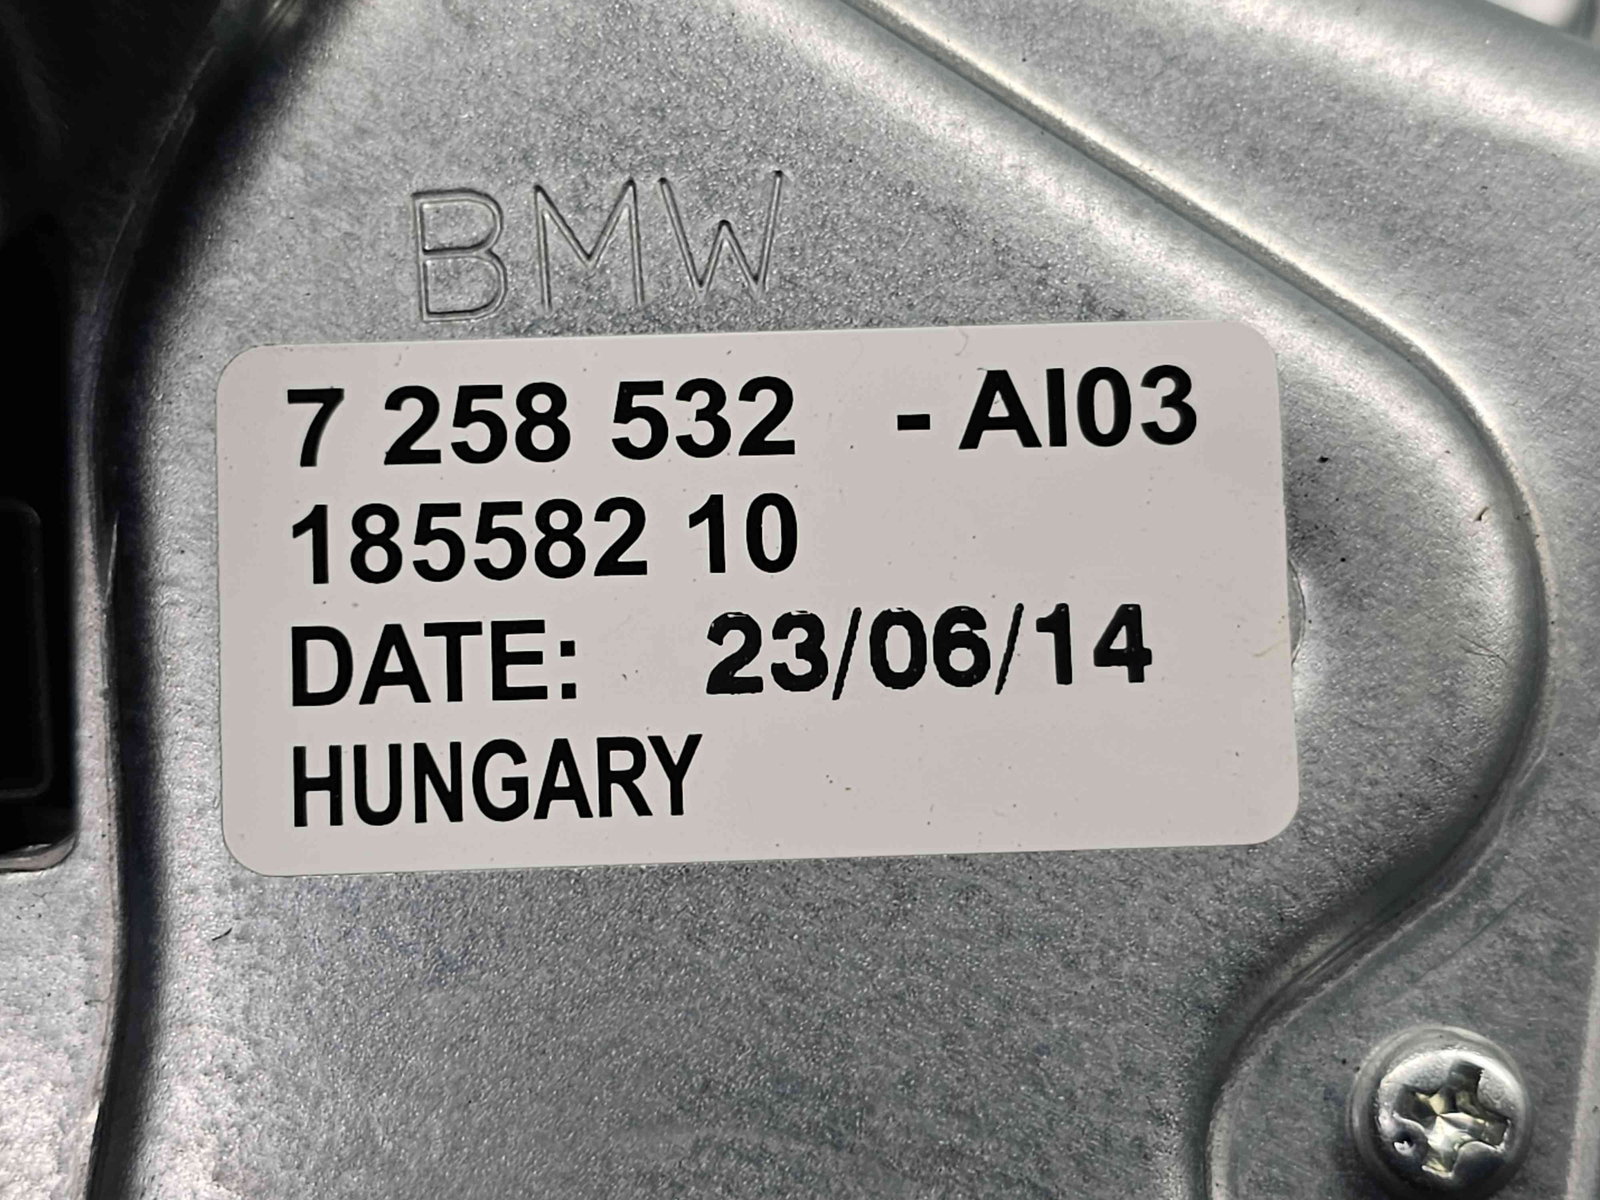 BMW
7 258 532 - AI03
185582 10
DATE: 23/06/14
HUNGARY